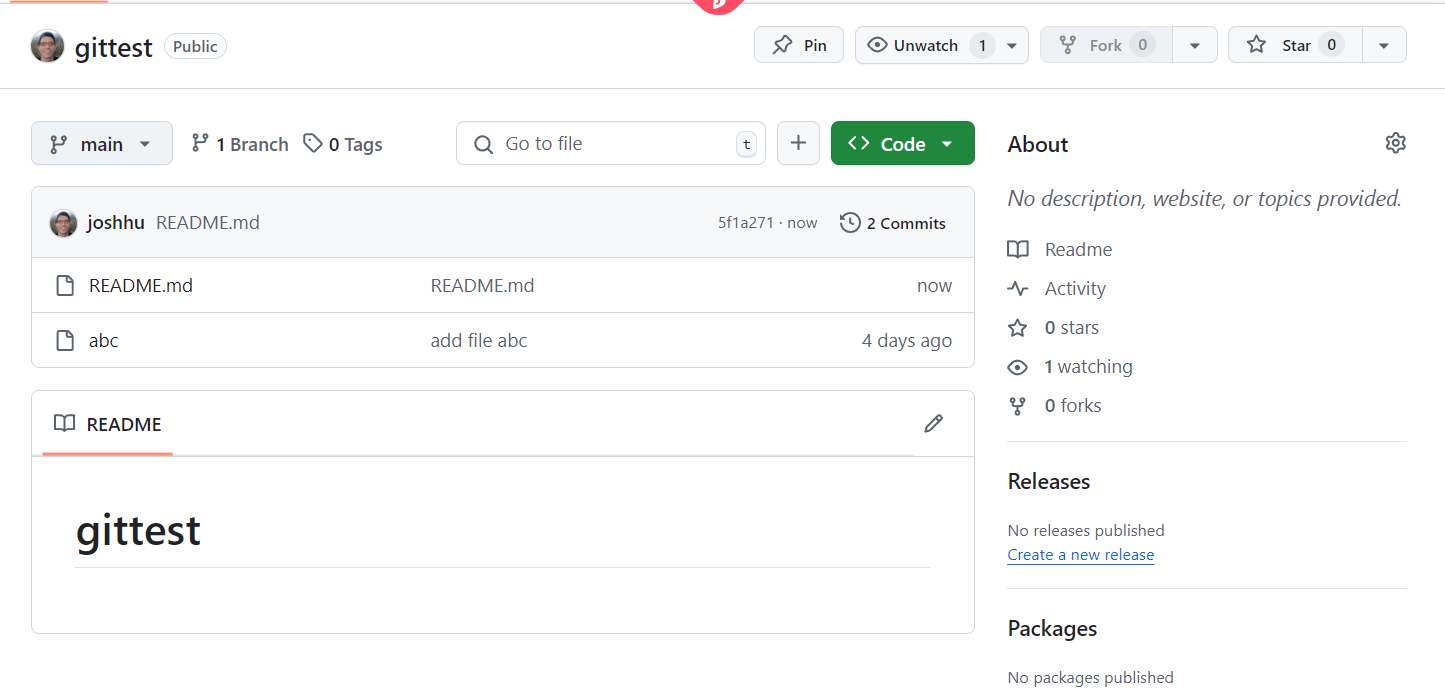 gittest Public Pin Unwatch 1 Fork 0 Star 0
main 1 Branch 0 Tags Go to file t Code
joshhu README.md 5f1a271 · now 2 Commits
README.md README.md now
abc add file abc 4 days ago
README
gittest
About
No description, website, or topics provided.
Readme
Activity
0 stars
1 watching
0 forks
Releases
No releases published
Create a new release
Packages
No packages published